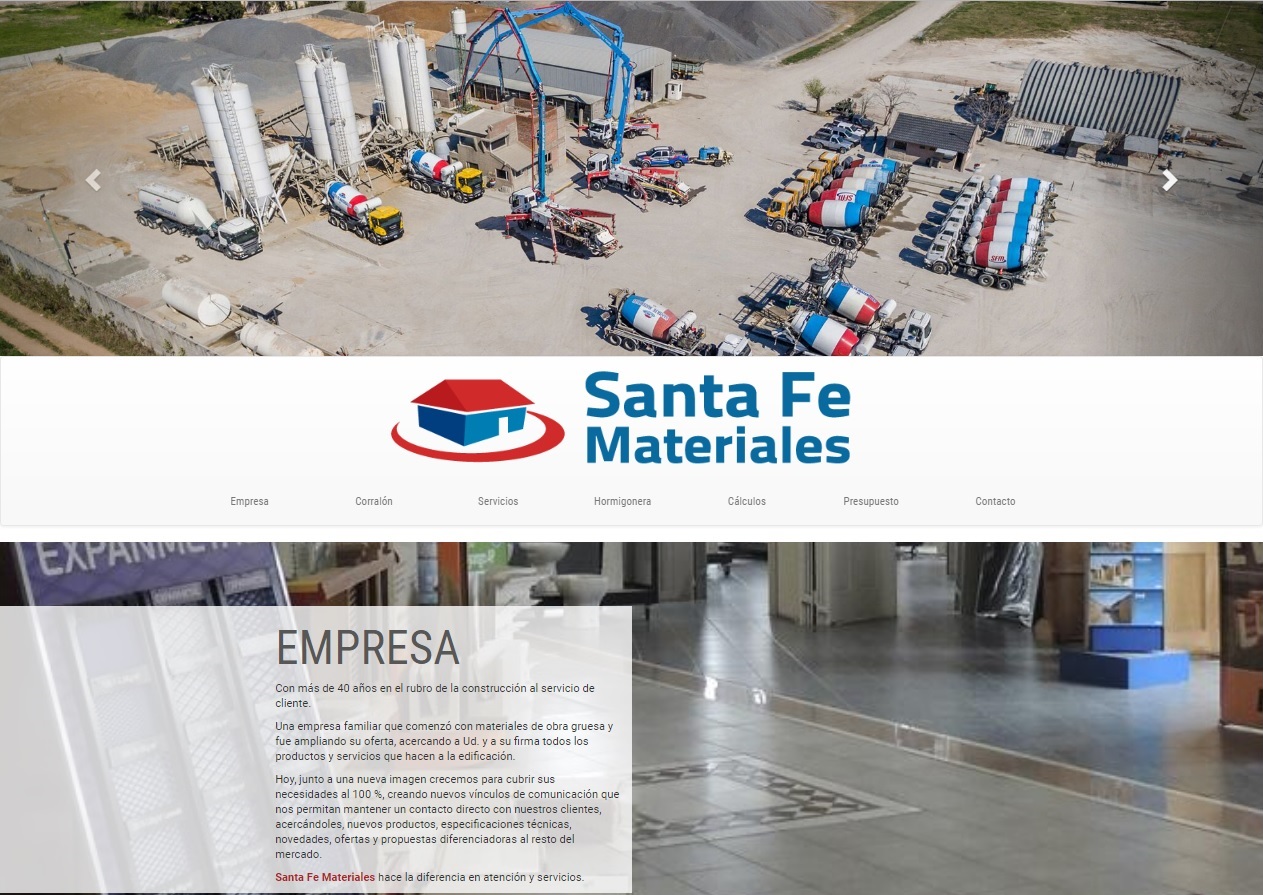 SFM
SFM
Santa Fe
Materiales
Empresa
Corralón
Servicios
Hormigonera
Cálculos
Presupuesto
Contacto
EMPRESA
Con más de 40 años en el rubro de la construcción al servicio de
cliente.
Una empresa familiar que comenzó con materiales de obra gruesa y
fue ampliando su oferta, acercando a Ud. y a su firma todos los
productos y servicios que hacen a la edificación.
Hoy, junto a una nueva imagen crecemos para cubrir sus
necesidades al 100 %, creando nuevos vínculos de comunicación que
nos permitan mantener un contacto directo con nuestros clientes,
acercándoles, nuevos productos, especificaciones técnicas,
novedades, ofertas y propuestas diferenciadoras al resto del
mercado.
Santa Fe Materiales hace la diferencia en atención y servicios.